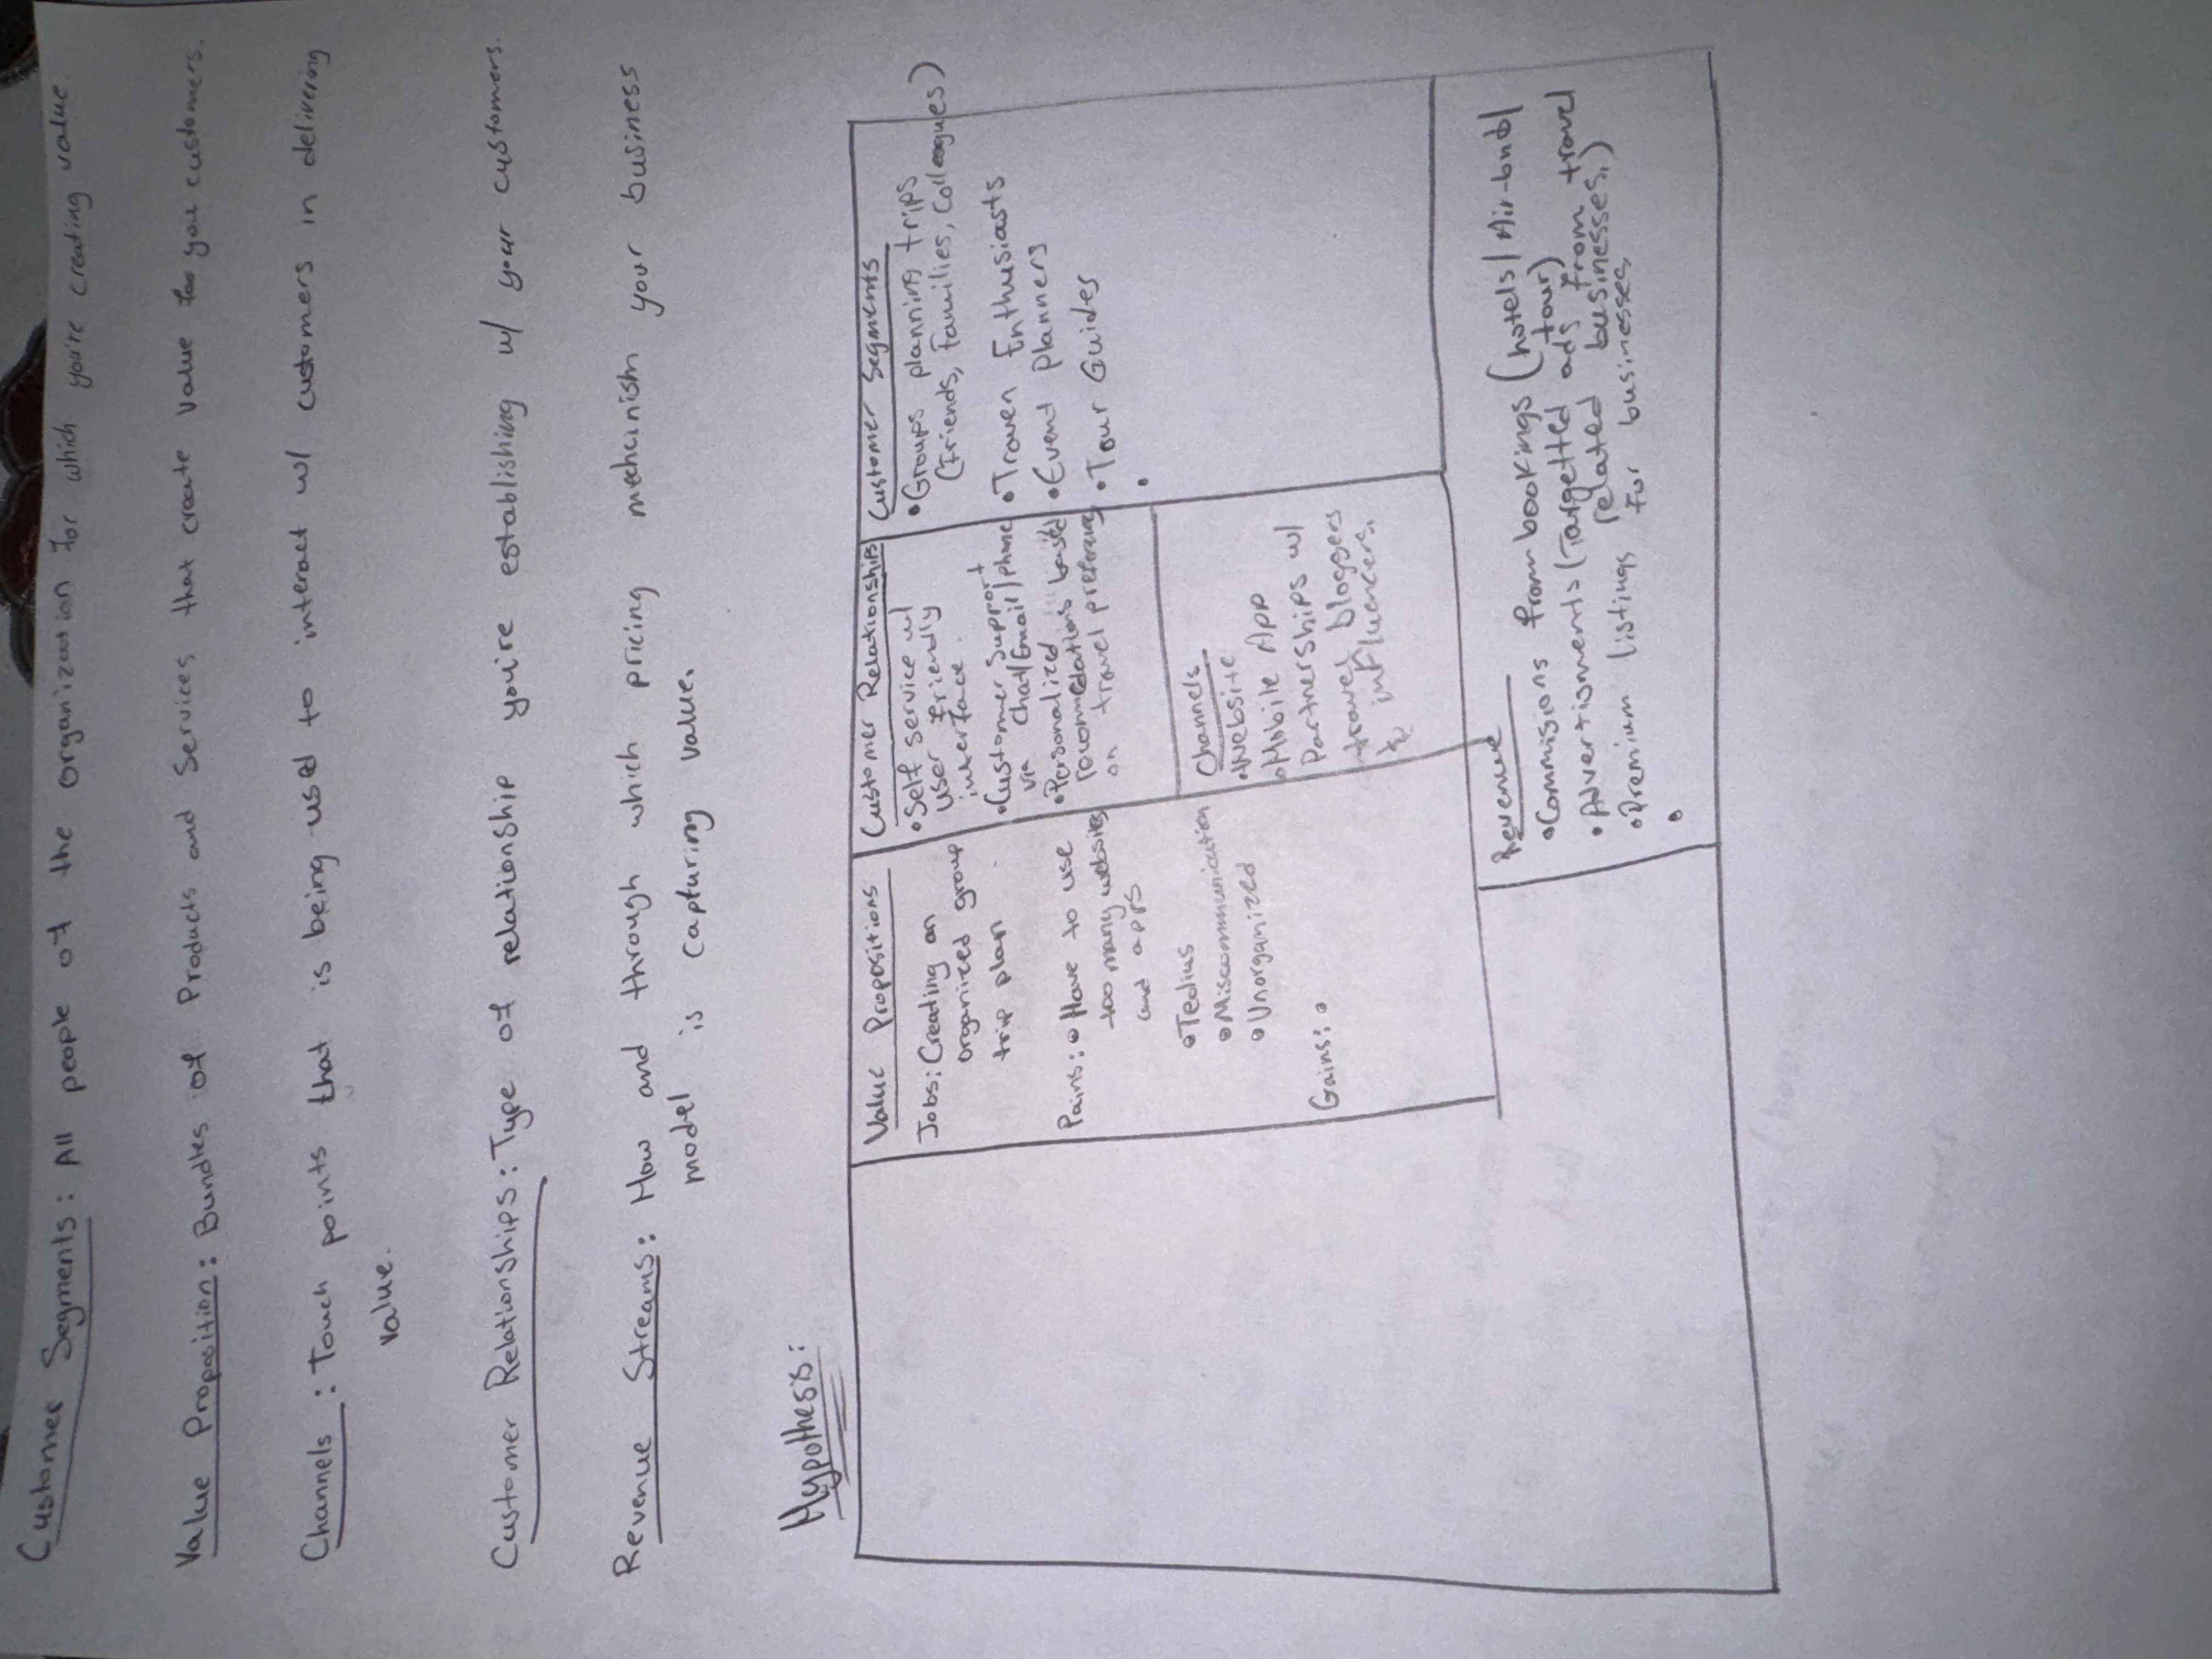 Customer Segments: All people of the organization for which you're creating value
Value Proposition: Bundles of Products and Services that create value for you customers.
Channels: Touch points that is being used to interact w/ customers in delivering
value.
Customer Relationships: Type of relationship you're establishing w/ your customers.
Revenue Streams: How and through which pricing mechanism your business
model is capturing value.
Hypothesis:
Value Propositions
Jobs: Creating an
organized group
trip plan
Pains: • Have to use
too many websites
and apps
• Tedius
• Miscommunication
• Unorganized
Gains: •
Customer Relationships
• Self service w/
user friendly
interface.
• Customer Support
via Chat/Email/phone
• Personalized
recommedations based
on travel preferences
Channels
• Website
• Mobile App
Partnerships w/
travel bloggers
& influencers.
Customer Segments
• Groups planning trips
(Friends, Families, Colleagues)
• Traven Enthusiasts
• Event Planners
• Tour Guides
•
Revenue
• Commisions from bookings (hotels/Air-bnb/
tour)
• Advertisments (Targetted ads from travel
related businesses.)
• Premium listings for businesses
•